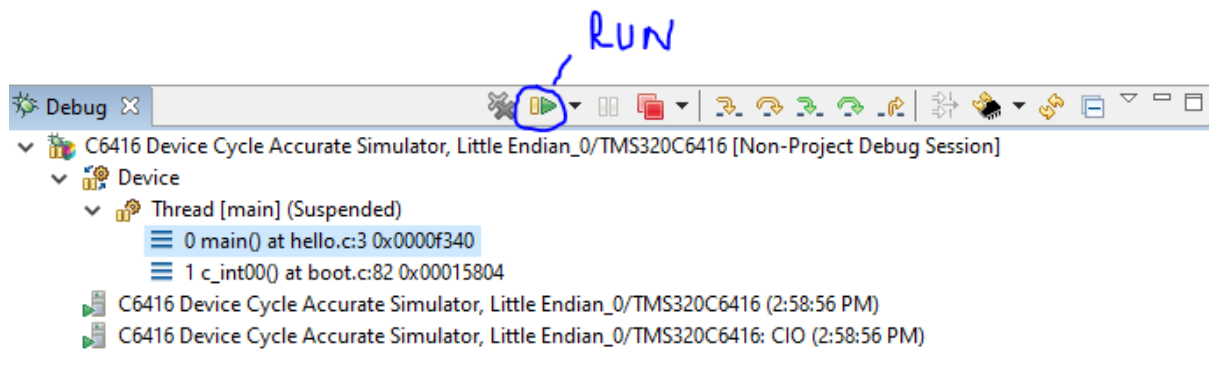 RUN
Debug
C6416 Device Cycle Accurate Simulator, Little Endian_0/TMS320C6416 [Non-Project Debug Session]
Device
Thread [main] (Suspended)
0 main() at hello.c:3 0x0000f340
1 c_int00() at boot.c:82 0x00015804
C6416 Device Cycle Accurate Simulator, Little Endian_0/TMS320C6416 (2:58:56 PM)
C6416 Device Cycle Accurate Simulator, Little Endian_0/TMS320C6416: CIO (2:58:56 PM)